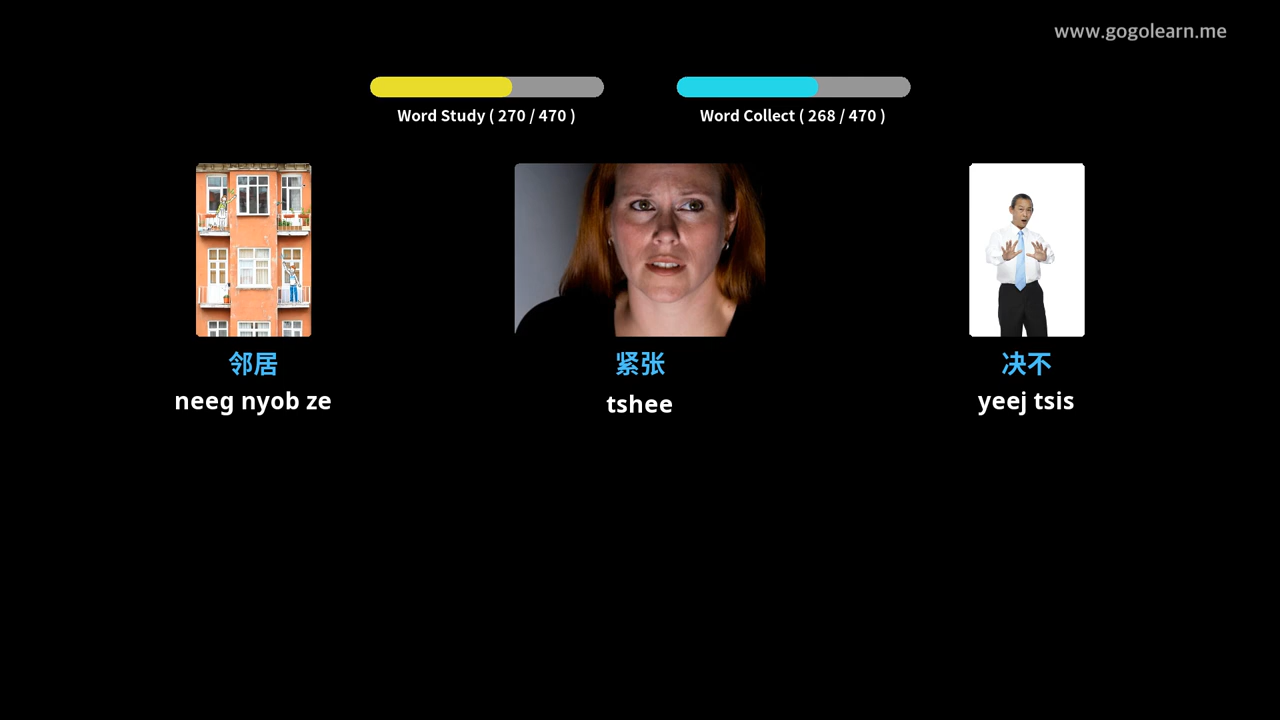 www.gogolearn.me
Word Study ( 270 / 470 )
Word Collect ( 268 / 470 )
邻居
紧张
决不
neeg nyob ze
tshee
yeej tsis